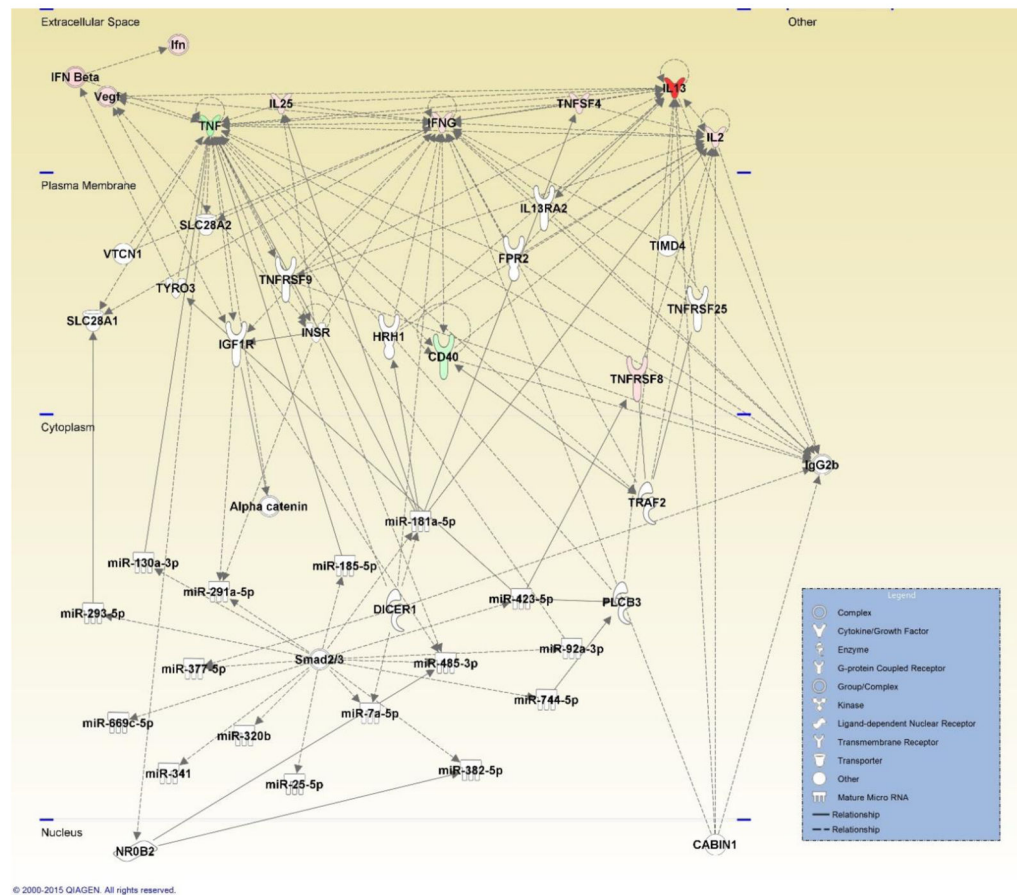 Extracellular Space
Other
Ifn
IFN Beta
Vegf
IL25
TNFSF4
IL13
TNF
IFNG
IL2
Plasma Membrane
IL13RA2
SLC28A2
VTCN1
TIMD4
FPR2
TNFRSF9
TYRO3
TNFRSF25
SLC28A1
INSR
HRH1
IGF1R
CD40
TNFRSF8
Cytoplasm
IgG2b
TRAF2
Alpha catenin
miR-181a-5p
miR-130a-3p
miR-185-5p
miR-291a-5p
miR-423-5p
PLCB3
miR-293-5p
DICER1
miR-92a-3p
Smad2/3
miR-377-5p
miR-485-3p
miR-744-5p
miR-7a-5p
miR-669c-5p
miR-320b
miR-341
miR-382-5p
miR-25-5p
Nucleus
NR0B2
CABIN1
Legend
Complex
Cytokine/Growth Factor
Enzyme
G-protein Coupled Receptor
Group/Complex
Kinase
Ligand-dependent Nuclear Receptor
Transmembrane Receptor
Transporter
Other
Mature Micro RNA
Relationship
Relationship
© 2000-2015 QIAGEN. All rights reserved.